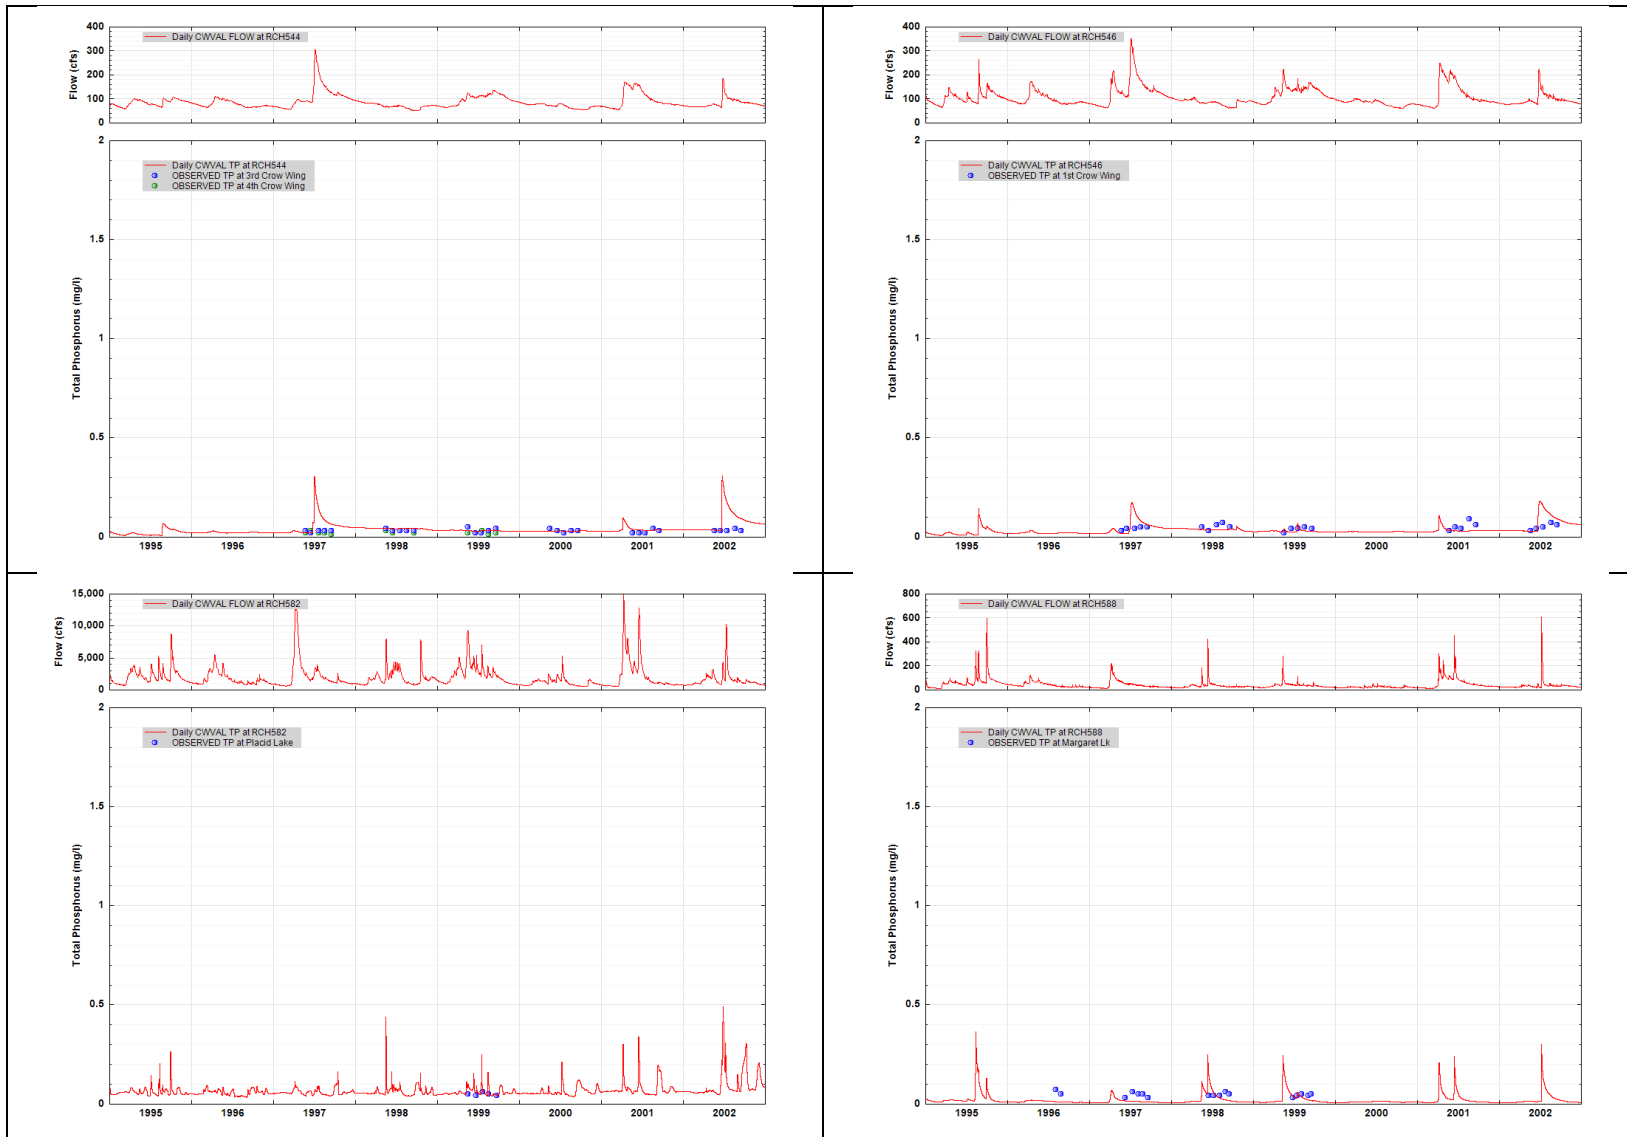 400
300
200
100
0
Flow (cfs)
Daily CWVAL FLOW at RCH544
2
1.5
1
0.5
0
Total Phosphorus (mg/l)
Daily CWVAL TP at RCH544
OBSERVED TP at 3rd Crow Wing
OBSERVED TP at 4th Crow Wing
1995 1996 1997 1998 1999 2000 2001 2002
400
300
200
100
0
Flow (cfs)
Daily CWVAL FLOW at RCH546
2
1.5
1
0.5
0
Total Phosphorus (mg/l)
Daily CWVAL TP at RCH546
OBSERVED TP at 1st Crow Wing
1995 1996 1997 1998 1999 2000 2001 2002
15,000
10,000
5,000
0
Flow (cfs)
Daily CWVAL FLOW at RCH582
2
1.5
1
0.5
0
Total Phosphorus (mg/l)
Daily CWVAL TP at RCH582
OBSERVED TP at Placid Lake
1995 1996 1997 1998 1999 2000 2001 2002
800
600
400
200
0
Flow (cfs)
Daily CWVAL FLOW at RCH588
2
1.5
1
0.5
0
Total Phosphorus (mg/l)
Daily CWVAL TP at RCH588
OBSERVED TP at Margaret Lk
1995 1996 1997 1998 1999 2000 2001 2002